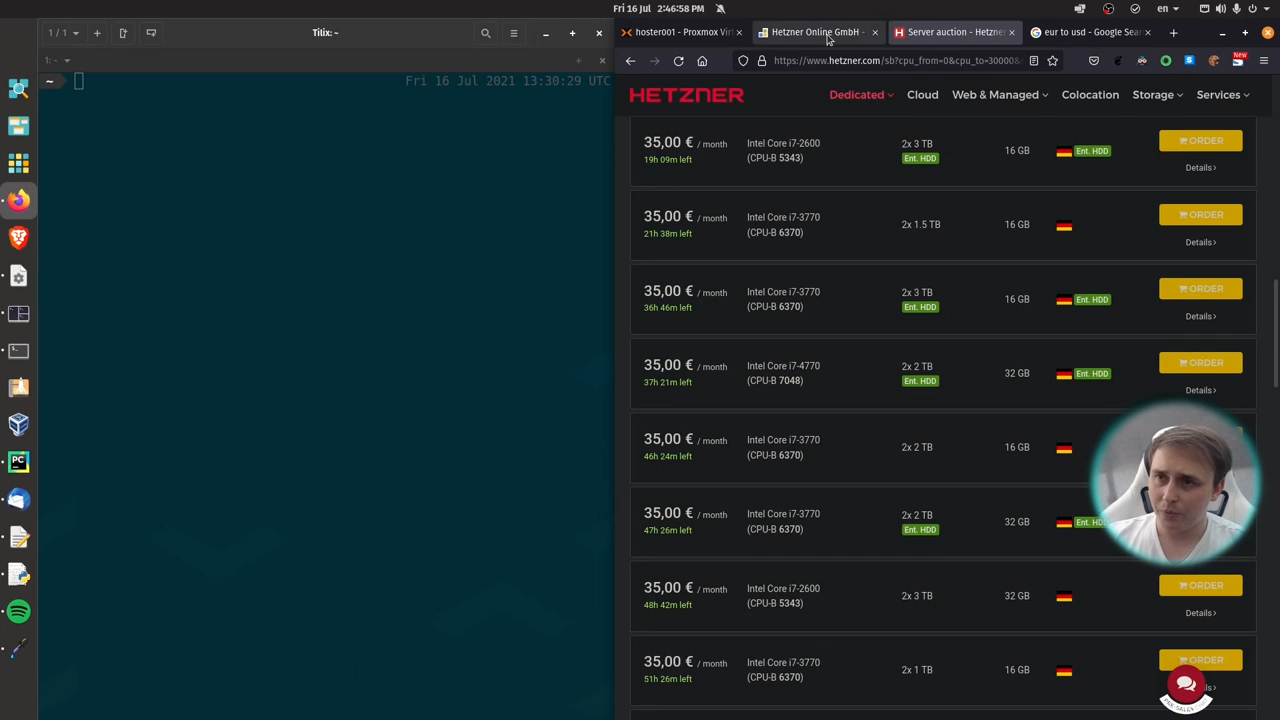 Fri 16 Jul 2:46:58 PM
en
1 / 1
Tilix: ~
1: ~
~
Fri 16 Jul 2021 13:30:29 UTC
hoster001 - Proxmox Virt
Hetzner Online GmbH -
Server auction - Hetzner
eur to usd - Google Sea
https://www.hetzner.com/sb?cpu_from=0&cpu_to=30000&
New
HETZNER
Dedicated
Cloud
Web & Managed
Colocation
Storage
Services
35,00 € / month
19h 09m left
Intel Core i7-2600
(CPU-B 5343)
2x 3 TB
Ent. HDD
16 GB
Ent. HDD
ORDER
Details
35,00 € / month
21h 38m left
Intel Core i7-3770
(CPU-B 6370)
2x 1.5 TB
16 GB
ORDER
Details
35,00 € / month
36h 46m left
Intel Core i7-3770
(CPU-B 6370)
2x 3 TB
Ent. HDD
16 GB
Ent. HDD
ORDER
Details
35,00 € / month
37h 21m left
Intel Core i7-4770
(CPU-B 7048)
2x 2 TB
Ent. HDD
32 GB
Ent. HDD
ORDER
Details
35,00 € / month
46h 24m left
Intel Core i7-3770
(CPU-B 6370)
2x 2 TB
16 GB
35,00 € / month
47h 26m left
Intel Core i7-3770
(CPU-B 6370)
2x 2 TB
Ent. HDD
32 GB
35,00 € / month
48h 42m left
Intel Core i7-2600
(CPU-B 5343)
2x 3 TB
32 GB
ORDER
Details
35,00 € / month
51h 26m left
Intel Core i7-3770
(CPU-B 6370)
2x 1 TB
16 GB
ORDER
PC